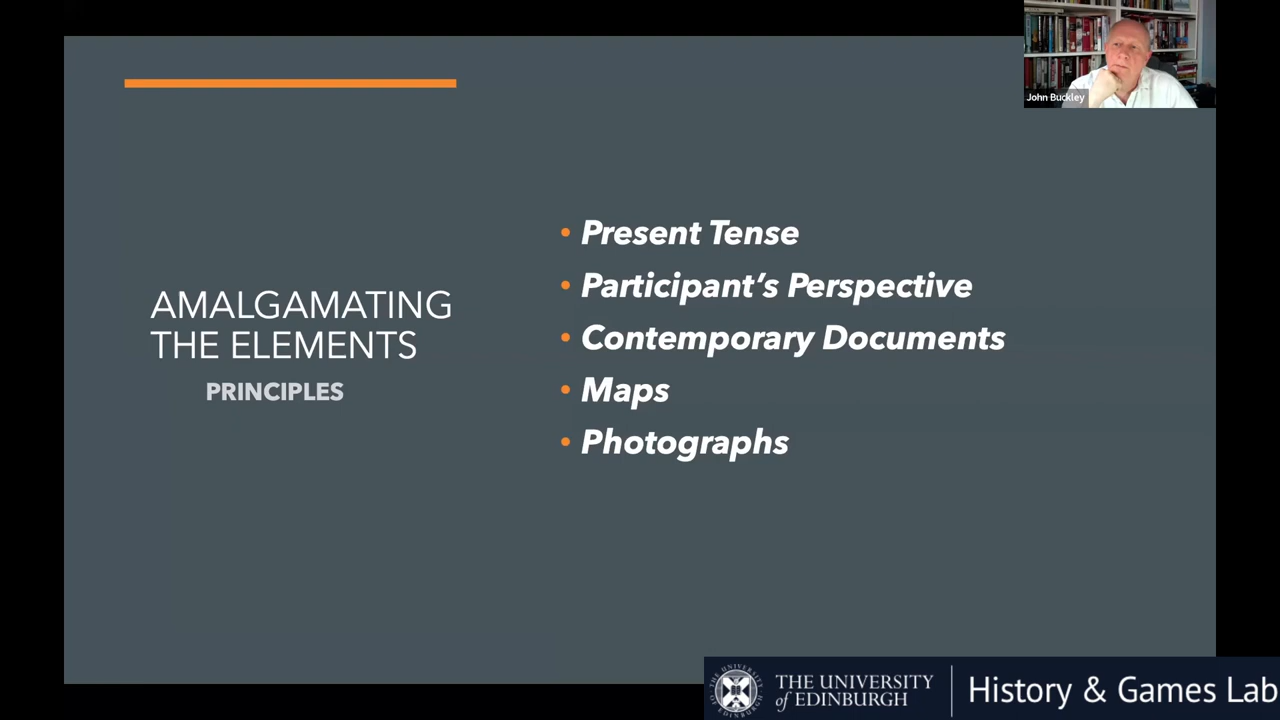 John Buckley
AMALGAMATING
THE ELEMENTS
PRINCIPLES
• Present Tense
• Participant’s Perspective
• Contemporary Documents
• Maps
• Photographs
THE UNIVERSITY
of EDINBURGH
History & Games Lab